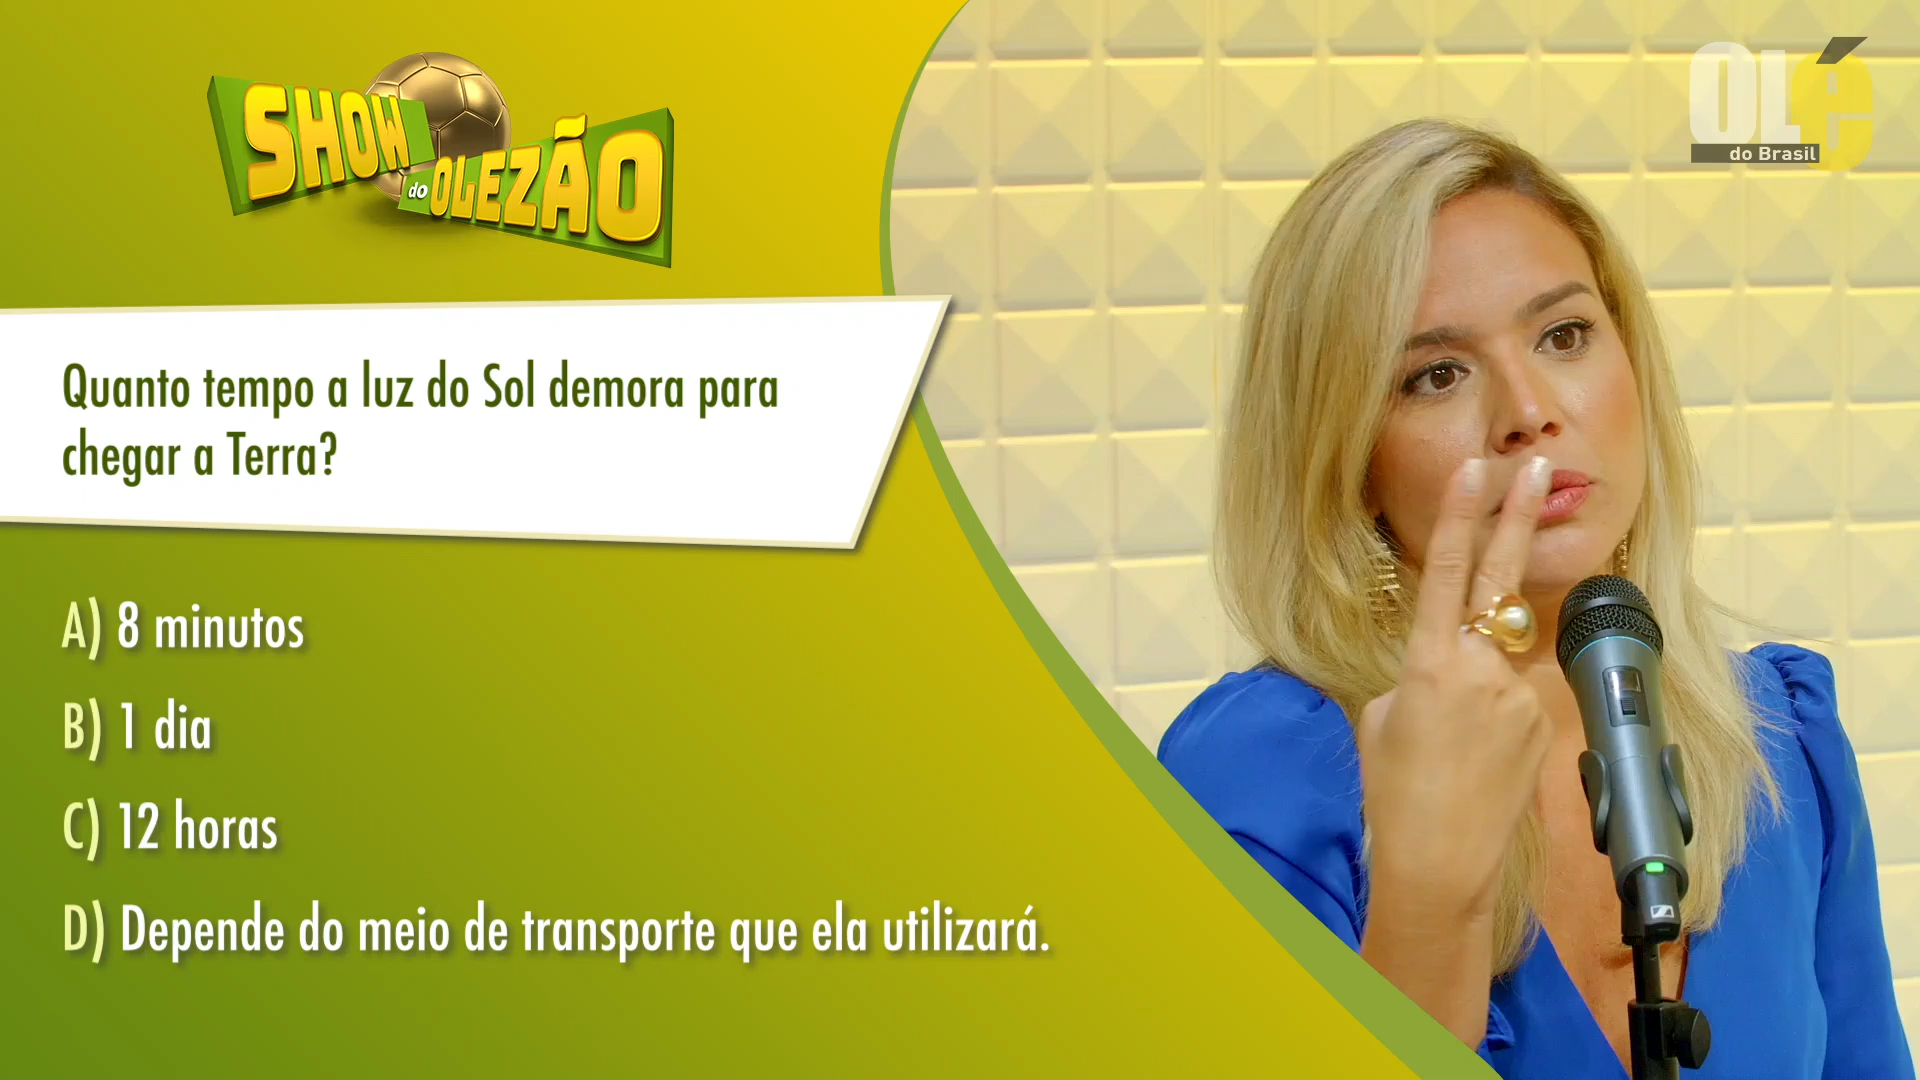 SHOW
do OLEZÃO
OLé
do Brasil
Quanto tempo a luz do Sol demora para
chegar a Terra?
A) 8 minutos
B) 1 dia
C) 12 horas
D) Depende do meio de transporte que ela utilizará.